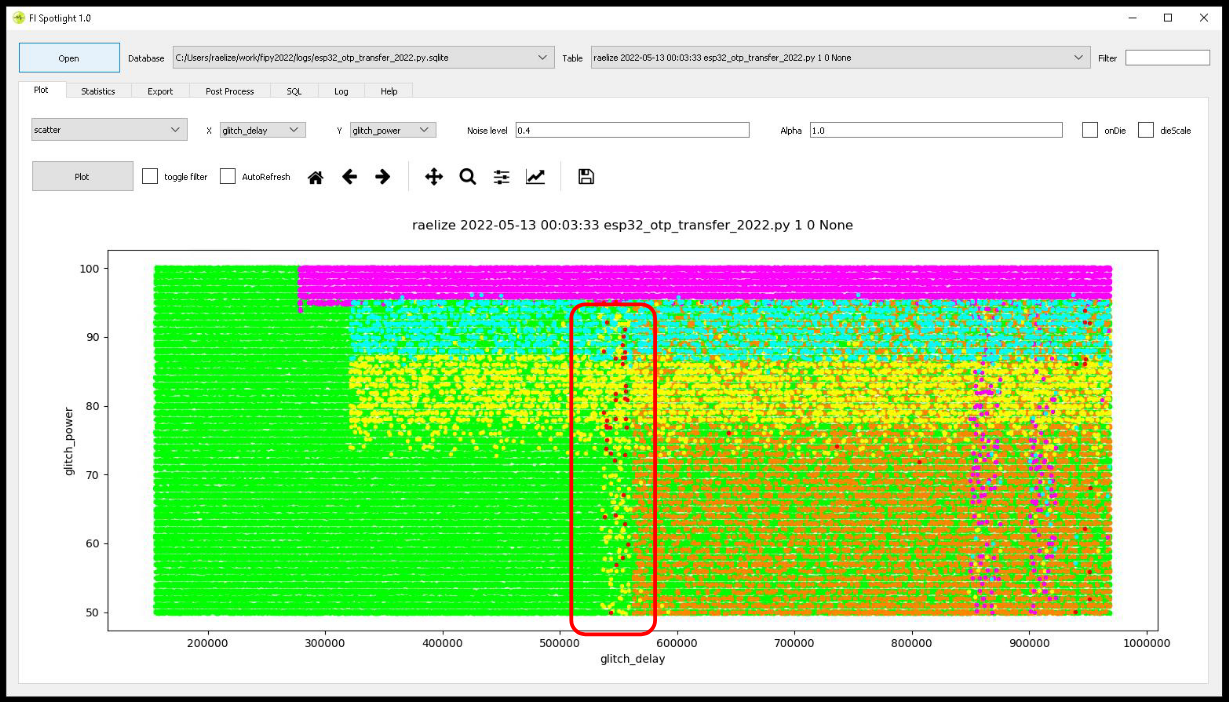 FI Spotlight 1.0
Open Database C:/Users/raelize/work/fipy2022/logs/esp32_otp_transfer_2022.py.sqlite Table raelize 2022-05-13 00:03:33 esp32_otp_transfer_2022.py 1 0 None Filter
Plot Statistics Export Post Process SQL Log Help
scatter X glitch_delay Y glitch_power Noise level 0.4 Alpha 1.0 onDie dieScale
Plot toggle filter AutoRefresh
raelize 2022-05-13 00:03:33 esp32_otp_transfer_2022.py 1 0 None
100
90
80
70
60
50
glitch_power
200000 300000 400000 500000 600000 700000 800000 900000 1000000
glitch_delay